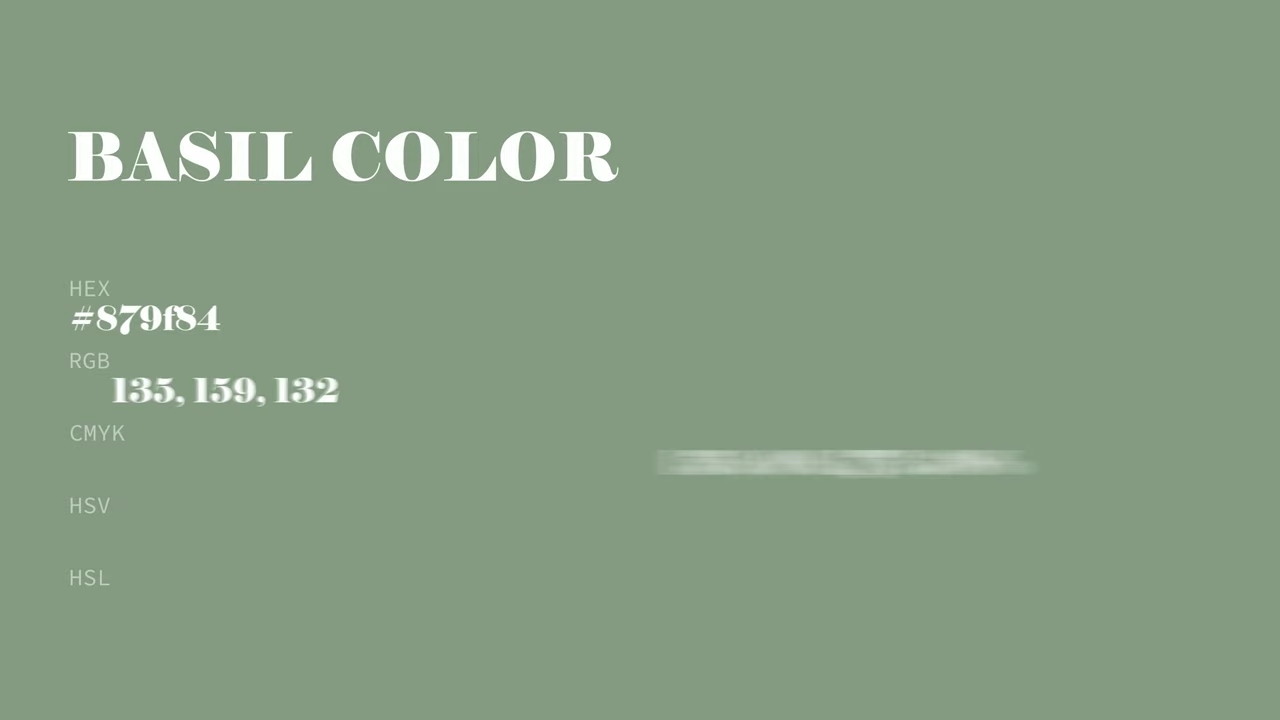 BASIL COLOR
HEX
#879f84
RGB
135, 159, 132
CMYK
HSV
HSL